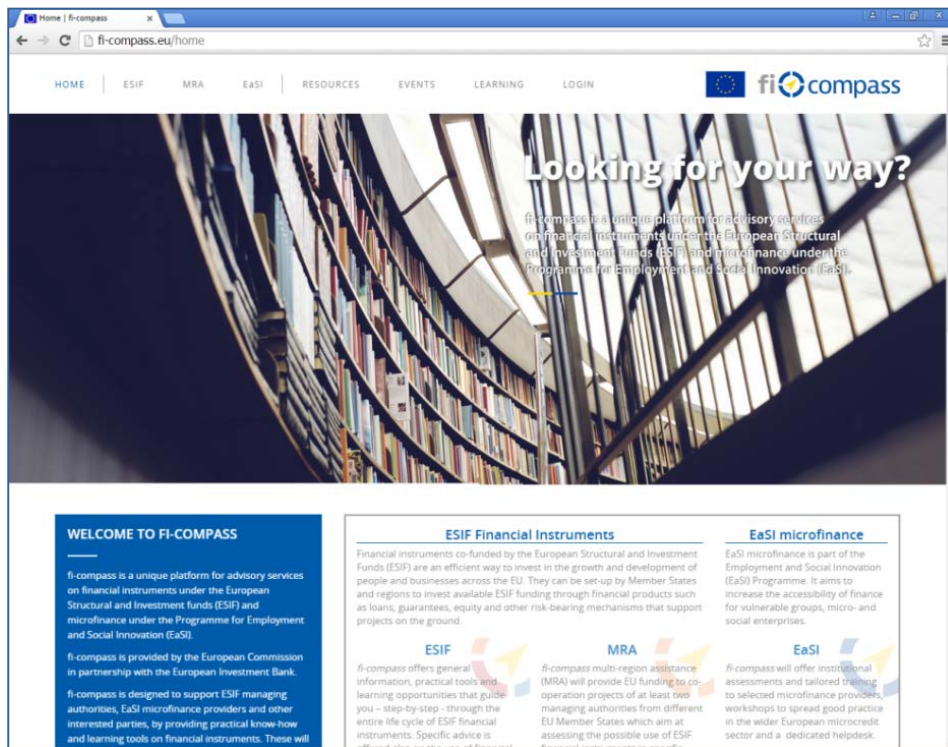 Home | fi-compass
fi-compass.eu/home
HOME
ESIF
MRA
EaSI
RESOURCES
EVENTS
LEARNING
LOGIN
fi compass
Looking for your way?
fi-compass is a unique platform for advisory services
on financial instruments under the European Structural
and Investment Funds (ESIF) and microfinance under the
Programme for Employment and Social Innovation (EaSI).
WELCOME TO FI-COMPASS
fi-compass is a unique platform for advisory services
on financial instruments under the European
Structural and Investment funds (ESIF) and
microfinance under the Programme for Employment
and Social Innovation (EaSI).
fi-compass is provided by the European Commission
in partnership with the European Investment Bank.
fi-compass is designed to support ESIF managing
authorities, EaSI microfinance providers and other
interested parties, by providing practical know-how
and learning tools on financial instruments. These will
ESIF Financial Instruments
Financial instruments co-funded by the European Structural and Investment
Funds (ESIF) are an efficient way to invest in the growth and development of
people and businesses across the EU. They can be set-up by Member States
and regions to invest available ESIF funding through financial products such
as loans, guarantees, equity and other risk-bearing mechanisms that support
projects on the ground.
EaSI microfinance
EaSI microfinance is part of the
Employment and Social Innovation
(EaSI) Programme. It aims to
increase the accessibility of finance
for vulnerable groups, micro- and
social enterprises.
ESIF
fi-compass offers general
information, practical tools and
learning opportunities that guide
you – step-by-step - through the
entire life cycle of ESIF financial
instruments. Specific advice is
offered also on the use of financial
MRA
fi-compass multi-region assistance
(MRA) will provide EU funding to co-
operation projects of at least two
managing authorities from different
EU Member States which aim at
assessing the possible use of ESIF
financial instruments in specific
EaSI
fi-compass will offer institutional
assessments and tailored training
to selected microfinance providers,
workshops to spread good practice
in the wider European microcredit
sector and a dedicated helpdesk.